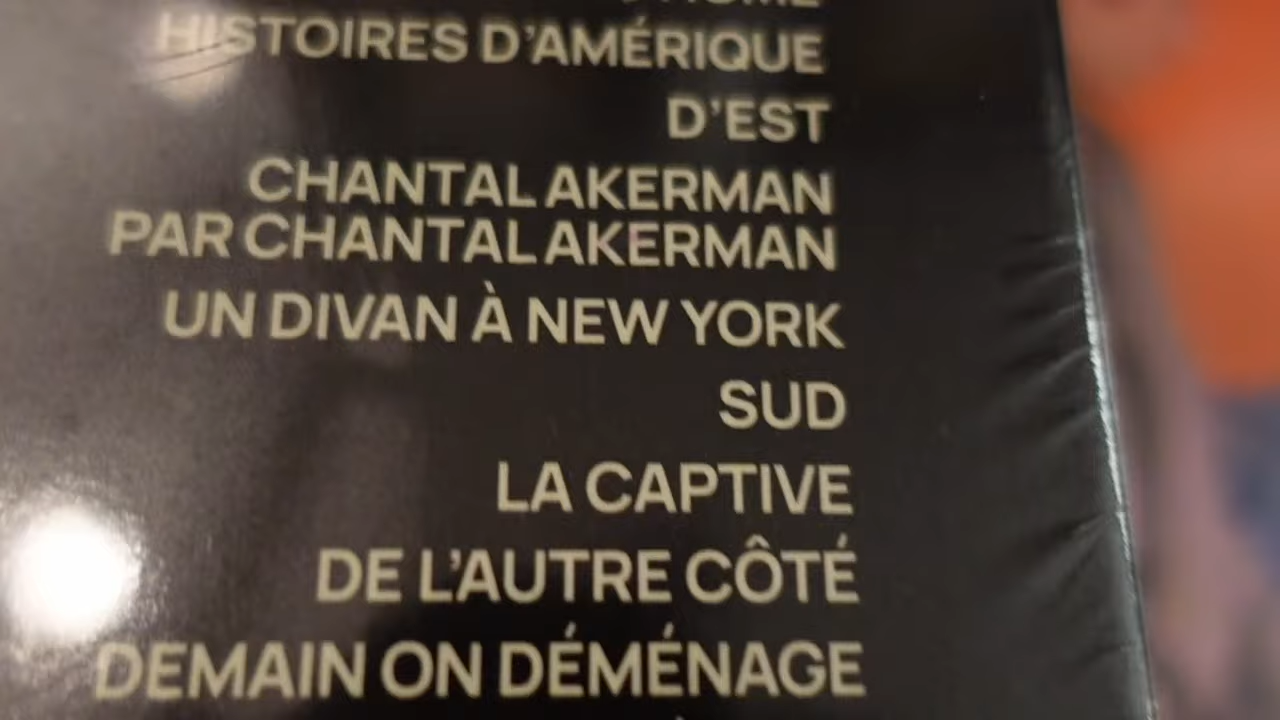 HISTOIRES D'AMÉRIQUE
D'EST
CHANTAL AKERMAN
PAR CHANTAL AKERMAN
UN DIVAN À NEW YORK
SUD
LA CAPTIVE
DE L'AUTRE CÔTÉ
DEMAIN ON DÉMÉNAGE